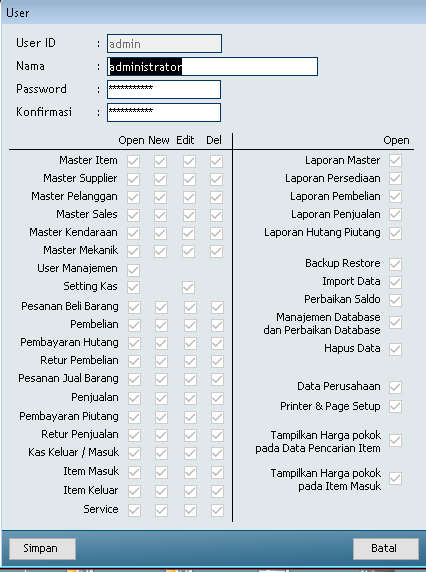 User
User ID : admin
Nama : administrator
Password : ***********
Konfirmasi : ***********
Open New Edit Del
Master Item
Master Supplier
Master Pelanggan
Master Sales
Master Kendaraan
Master Mekanik
User Manajemen
Setting Kas
Pesanan Beli Barang
Pembelian
Pembayaran Hutang
Retur Pembelian
Pesanan Jual Barang
Penjualan
Pembayaran Piutang
Retur Penjualan
Kas Keluar / Masuk
Item Masuk
Item Keluar
Service
Open
Laporan Master
Laporan Persediaan
Laporan Pembelian
Laporan Penjualan
Laporan Hutang Piutang
Backup Restore
Import Data
Perbaikan Saldo
Manajemen Database
dan Perbaikan Database
Hapus Data
Data Perusahaan
Printer & Page Setup
Tampilkan Harga pokok
pada Data Pencarian Item
Tampilkan Harga pokok
pada Item Masuk
Simpan
Batal